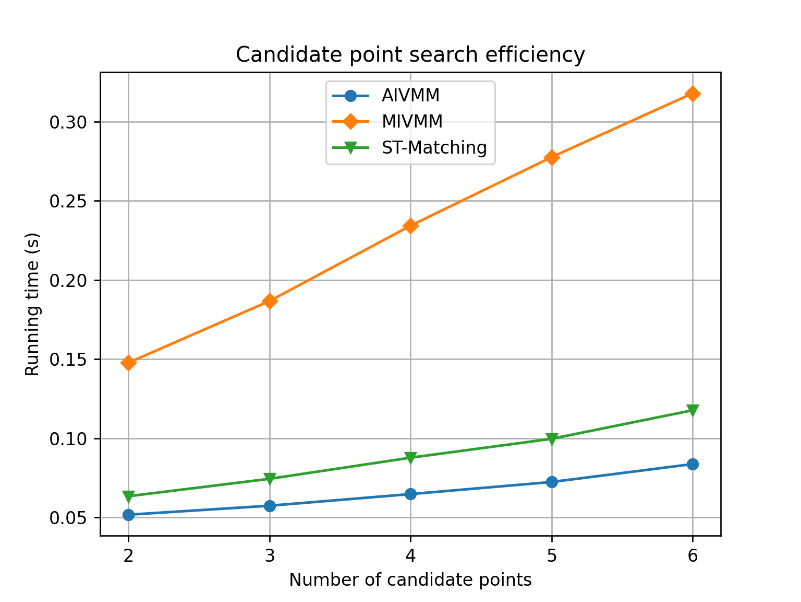 Candidate point search efficiency
AIVMM
MIVMM
ST-Matching
0.30
0.25
0.20
0.15
0.10
0.05
Running time (s)
2 3 4 5 6
Number of candidate points